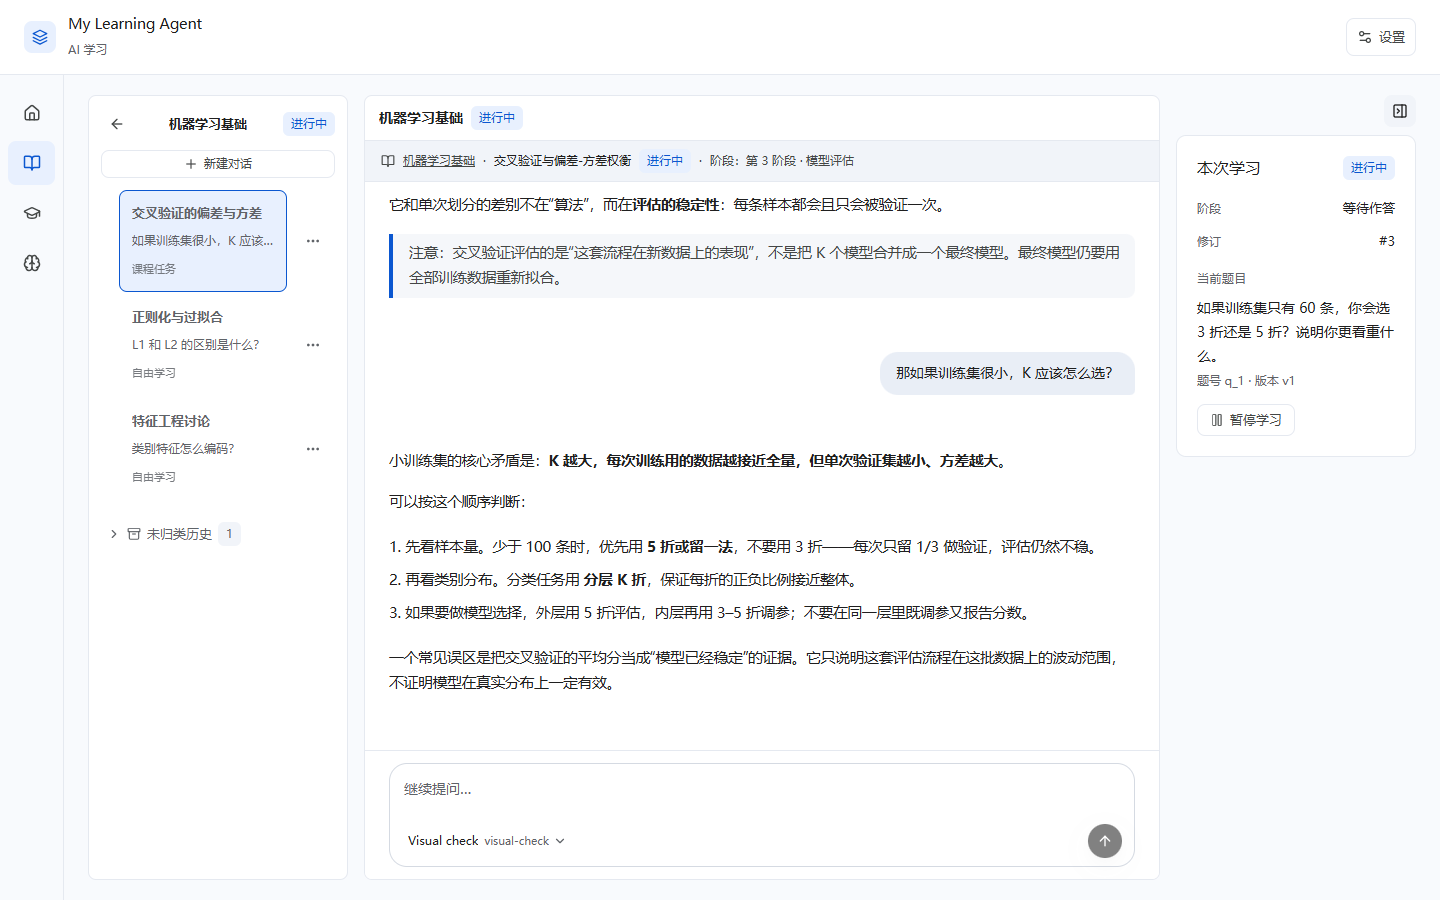 My Learning Agent
AI 学习
设置
机器学习基础
进行中
新建对话
交叉验证的偏差与方差
如果训练集很小，K 应该...
课程任务
正则化与过拟合
L1 和 L2 的区别是什么？
自由学习
特征工程讨论
类别特征怎么编码？
自由学习
未归类历史 1
机器学习基础 进行中
机器学习基础 · 交叉验证与偏差-方差权衡 进行中 · 阶段：第 3 阶段 · 模型评估
它和单次划分的差别不在“算法”，而在评估的稳定性：每条样本都会且只会被验证一次。
注意：交叉验证评估的是“这套流程在新数据上的表现”，不是把 K 个模型合并成一个最终模型。最终模型仍要用
全部训练数据重新拟合。
那如果训练集很小，K 应该怎么选？
小训练集的核心矛盾是：K 越大，每次训练用的数据越接近全量，但单次验证集越小、方差越大。
可以按这个顺序判断：
1. 先看样本量。少于 100 条时，优先用 5 折或留一法，不要用 3 折——每次只留 1/3 做验证，评估仍然不稳。
2. 再看类别分布。分类任务用 分层 K 折，保证每折的正负比例接近整体。
3. 如果要做模型选择，外层用 5 折评估，内层再用 3–5 折调参；不要在同一层里既调参又报告分数。
一个常见误区是把交叉验证的平均分当成“模型已经稳定”的证据。它只说明这套评估流程在这批数据上的波动范围，
不证明模型在真实分布上一定有效。
继续提问...
Visual check visual-check
本次学习 进行中
阶段 等待作答
修订 #3
当前题目
如果训练集只有 60 条，你会选
3 折还是 5 折？说明你更看重什
么。
题号 q_1 · 版本 v1
暂停学习